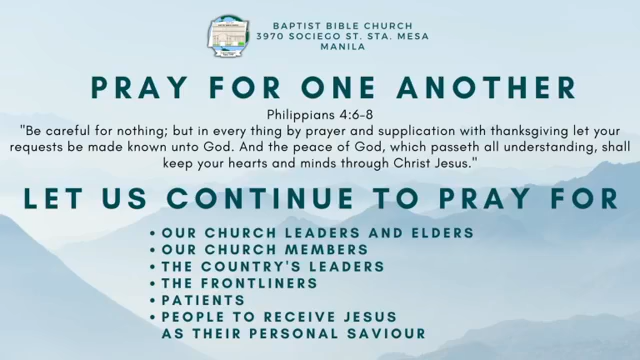 BAPTIST BIBLE CHURCH
3970 SOCIEGO ST. STA. MESA
MANILA
PRAY FOR ONE ANOTHER
Philippians 4:6-8
"Be careful for nothing; but in every thing by prayer and supplication with thanksgiving let your
requests be made known unto God. And the peace of God, which passeth all understanding, shall
keep your hearts and minds through Christ Jesus."
LET US CONTINUE TO PRAY FOR
• OUR CHURCH LEADERS AND ELDERS
• OUR CHURCH MEMBERS
• THE COUNTRY'S LEADERS
• THE FRONTLINERS
• PATIENTS
• PEOPLE TO RECEIVE JESUS
AS THEIR PERSONAL SAVIOUR